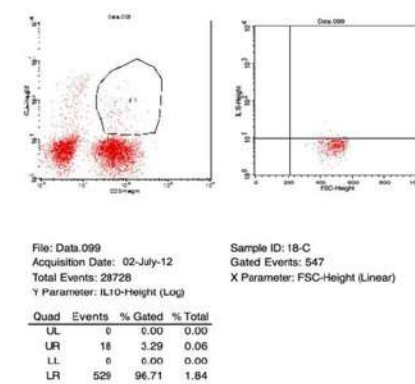 Data.099
IL10-Height
FSC-Height
File: Data.099
Acquisition Date: 02-July-12
Total Events: 28728
Y Parameter: IL10-Height (Log)
Sample ID: 18-C
Gated Events: 547
X Parameter: FSC-Height (Linear)
Quad Events % Gated % Total
UL 0 0.00 0.00
UR 18 3.29 0.06
LL 0 0.00 0.00
LR 529 96.71 1.84